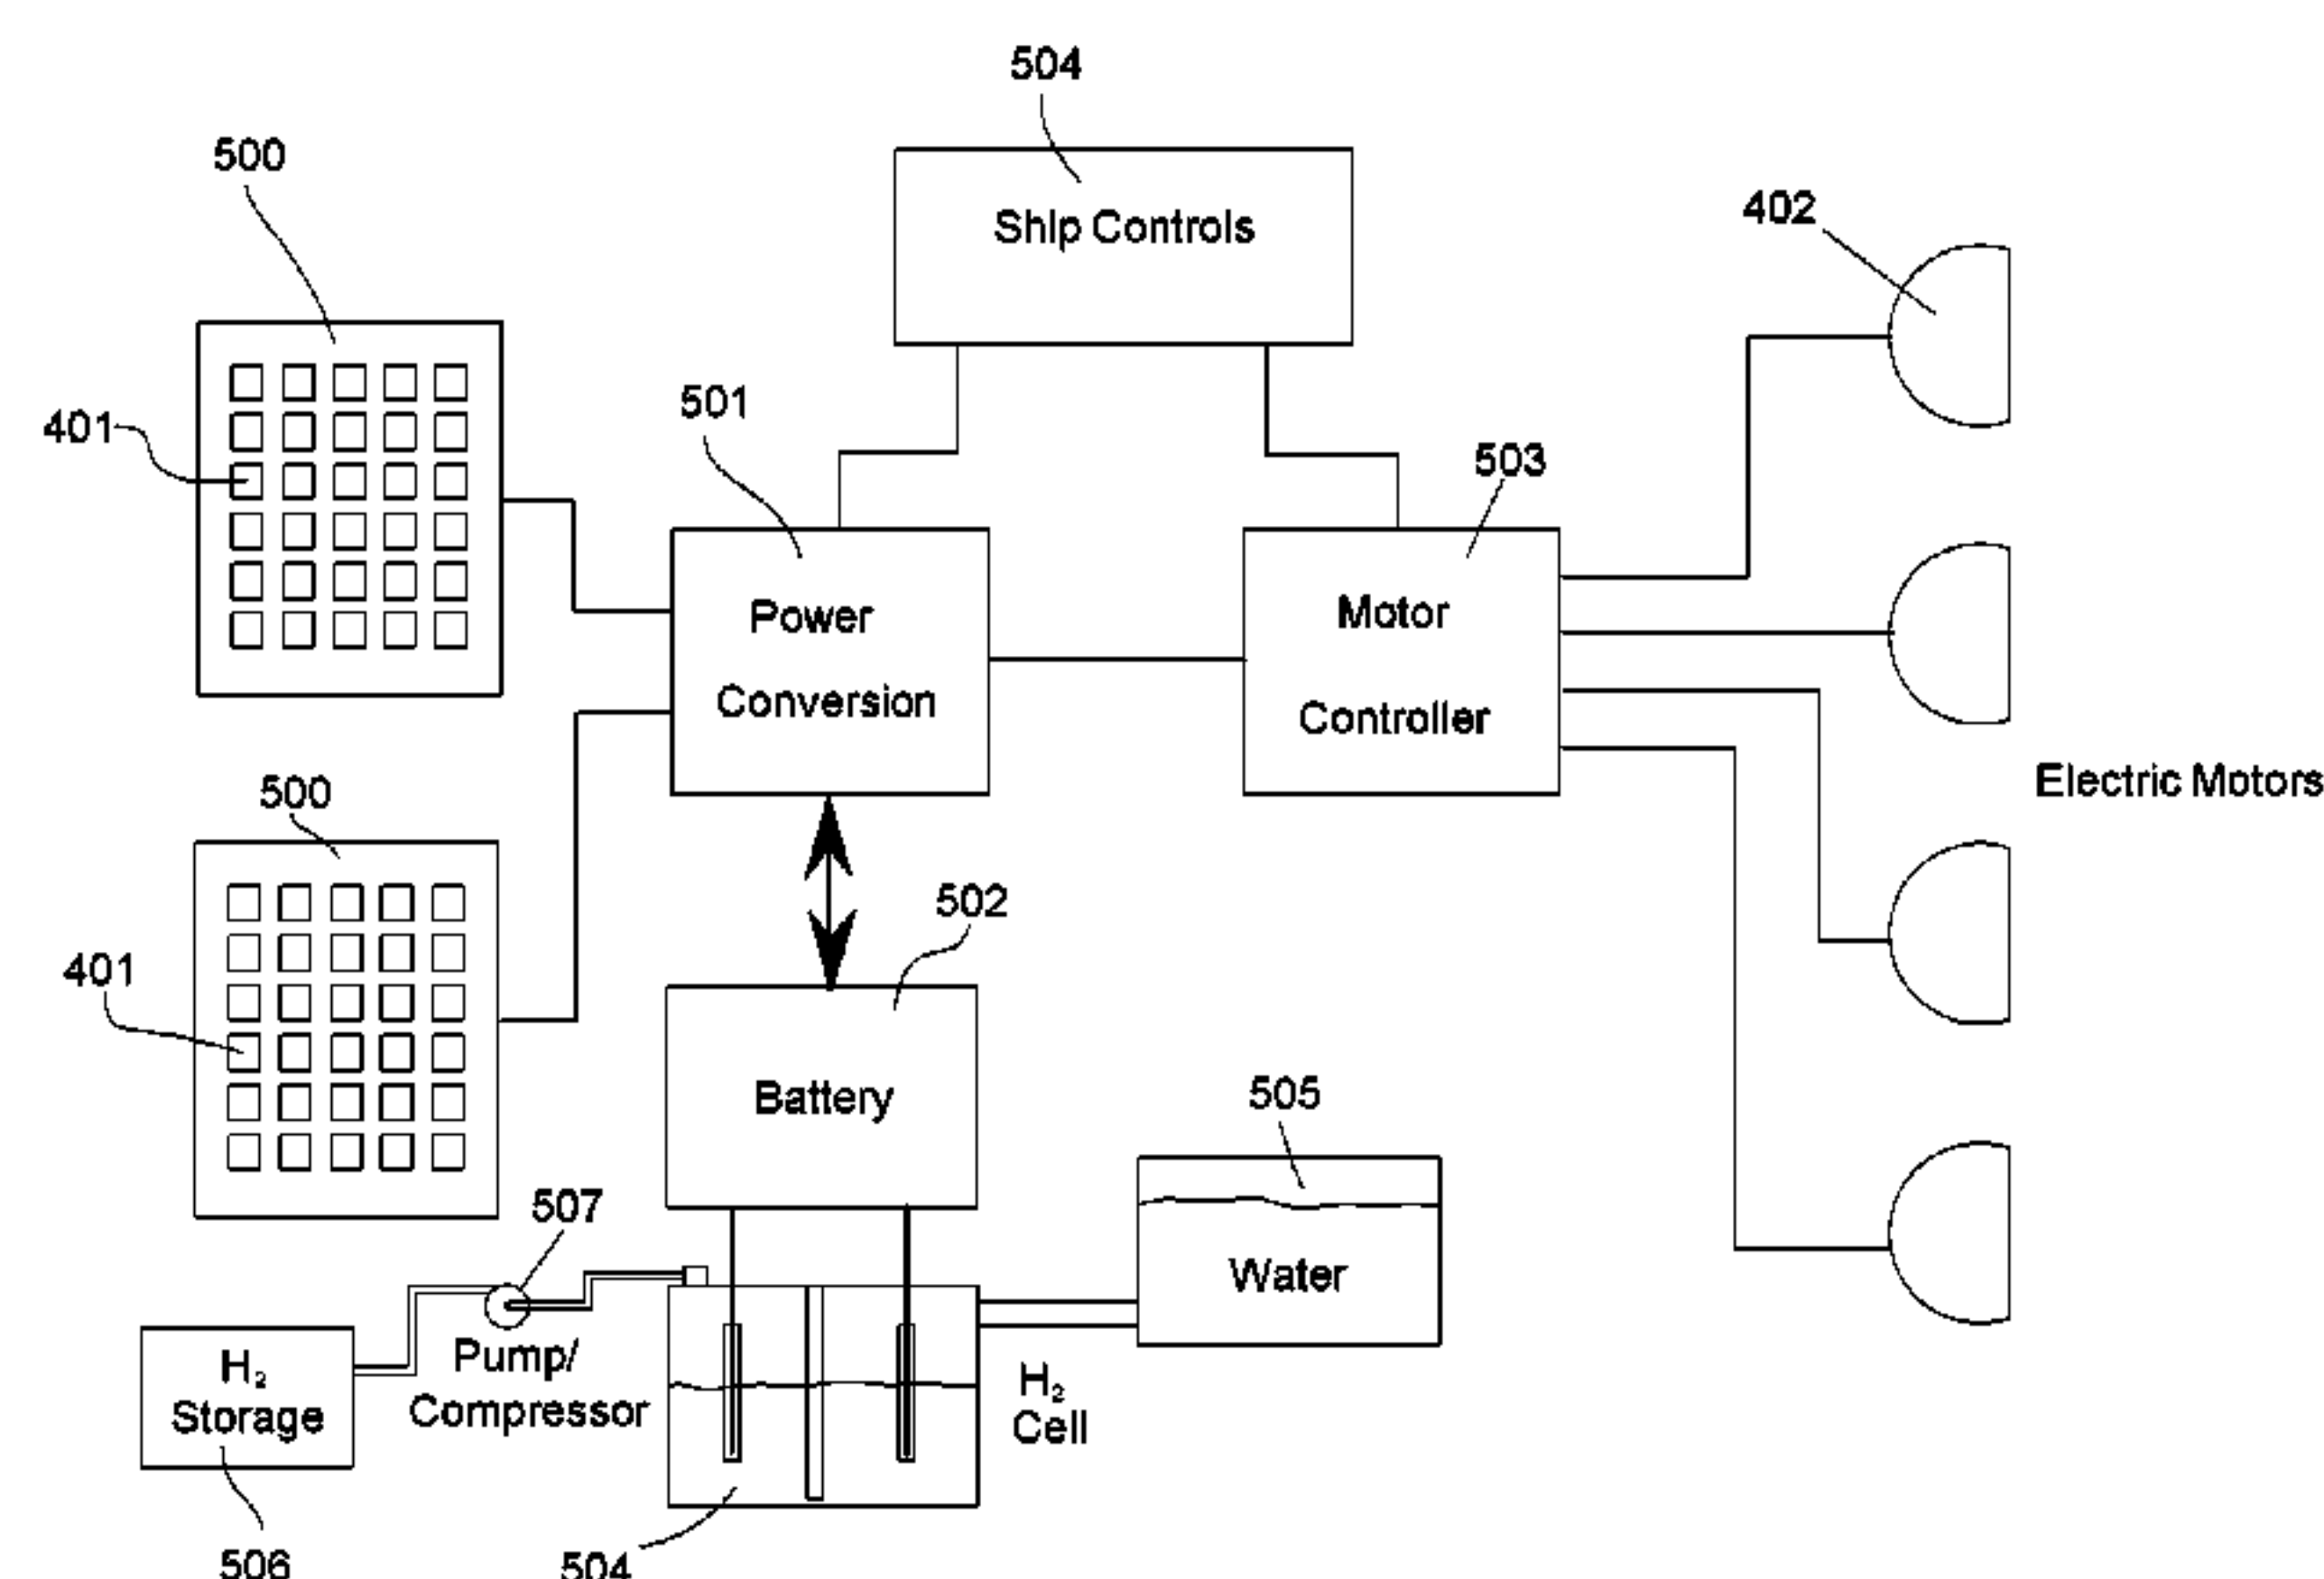 504
500
402
Ship Controls
401
501
503
Power
Conversion
Motor
Controller
Electric Motors
500
502
401
Battery
505
507
Water
H₂
Storage
Pump/
Compressor
H₂
Cell
506
504